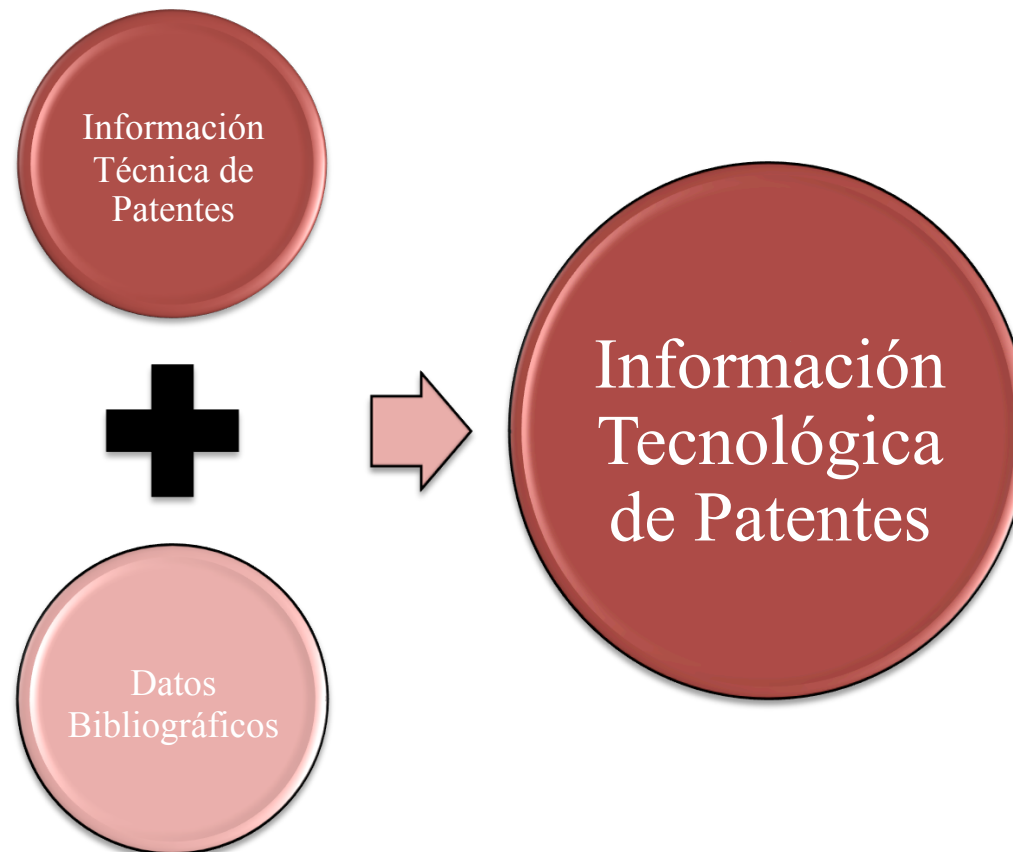 Información
Técnica de
Patentes
Datos
Bibliográficos
Información
Tecnológica
de Patentes